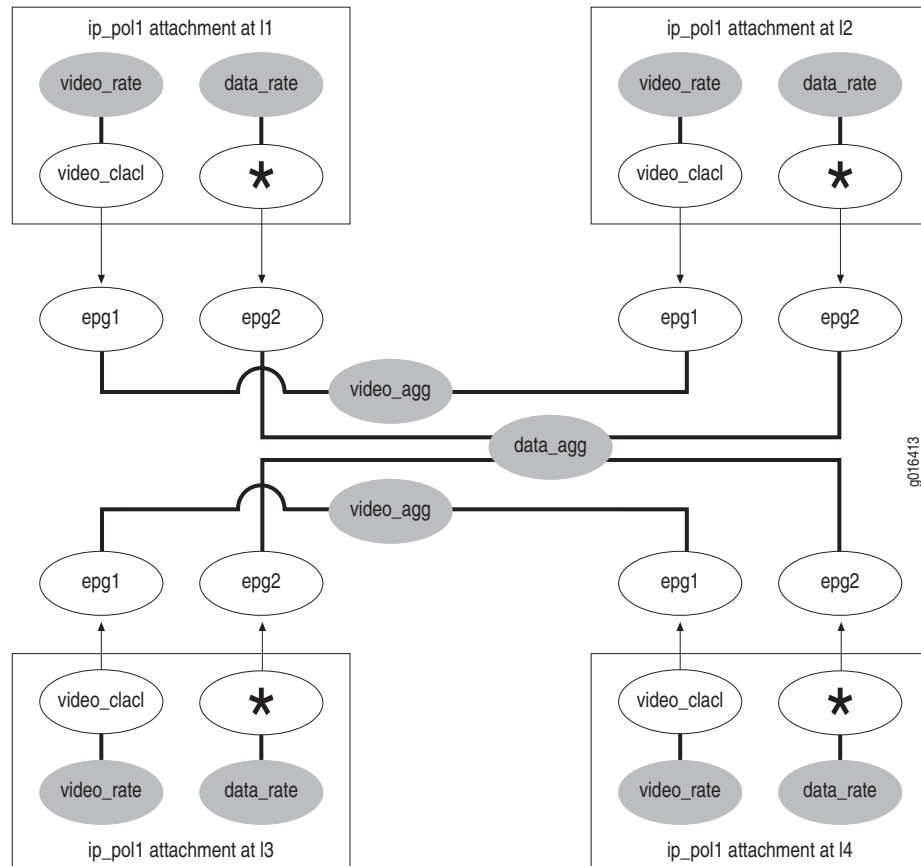 ip_pol1 attachment at l1 ip_pol1 attachment at l2
video_rate data_rate video_rate data_rate
video_clacl * video_clacl *
epg1 epg2 epg1 epg2
video_agg
data_agg
g016413
video_agg
epg1 epg2 epg1 epg2
video_clacl * video_clacl *
video_rate data_rate video_rate data_rate
ip_pol1 attachment at l3 ip_pol1 attachment at l4